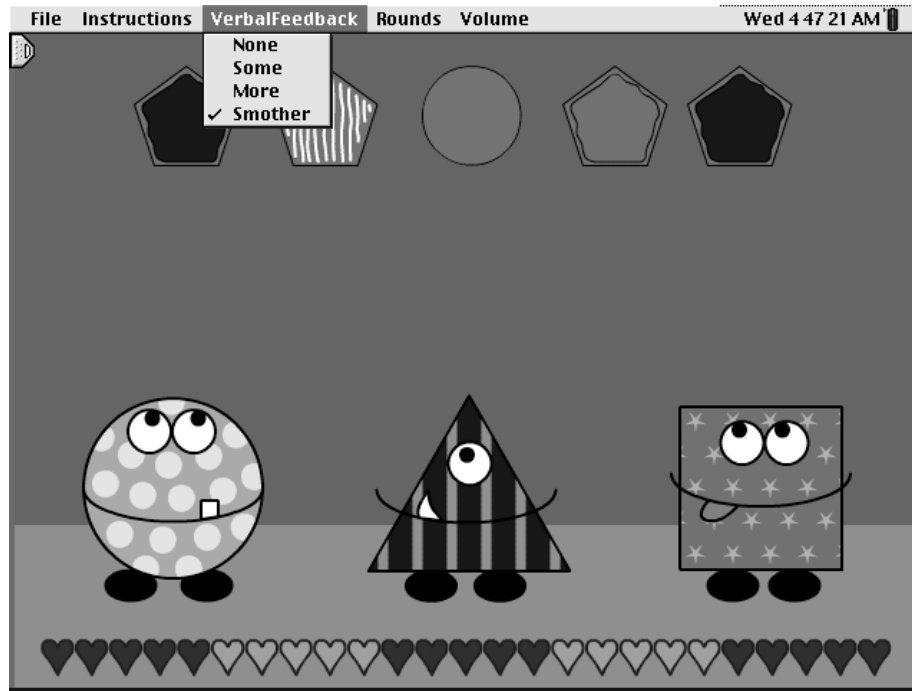 File Instructions VerbalFeedback Rounds Volume Wed 4 47 21 AM
None
Some
More
✓ Smother